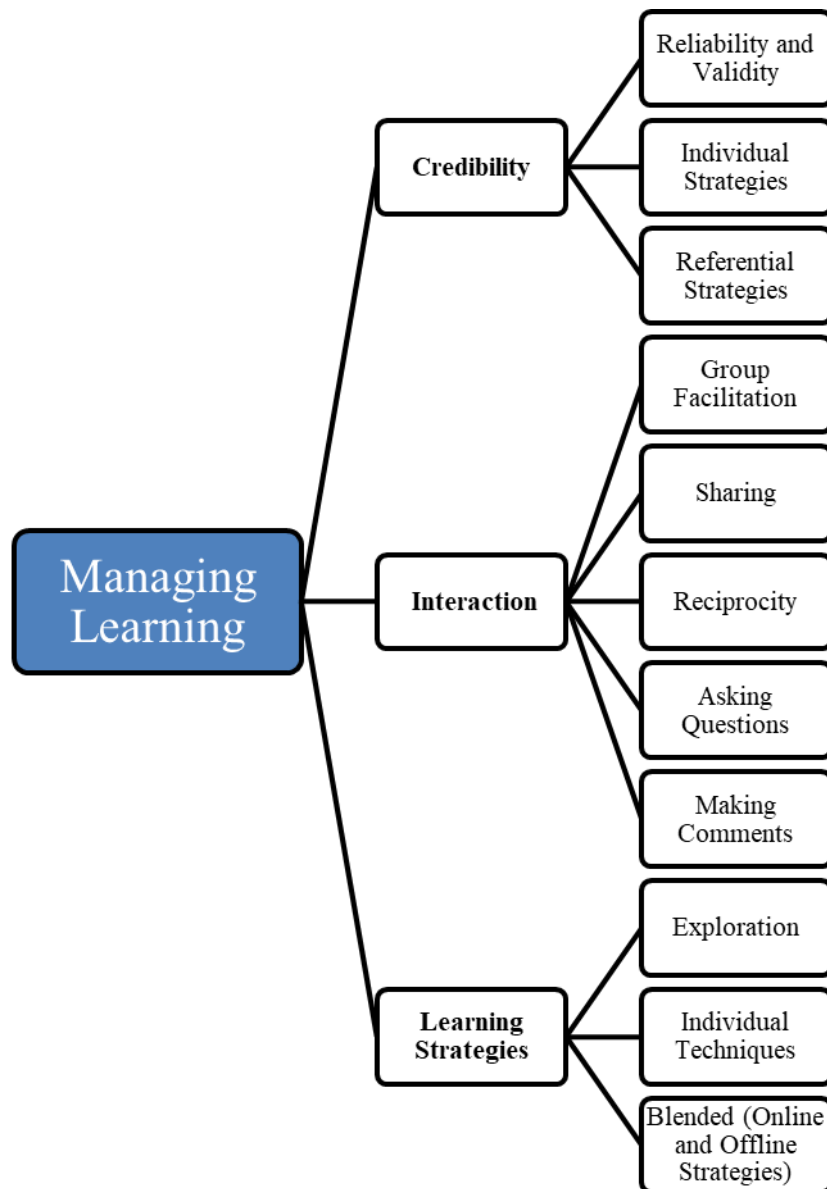 Managing
Learning
Credibility
Reliability and
Validity
Individual
Strategies
Referential
Strategies
Interaction
Group
Facilitation
Sharing
Reciprocity
Asking
Questions
Making
Comments
Learning
Strategies
Exploration
Individual
Techniques
Blended (Online
and Offline
Strategies)